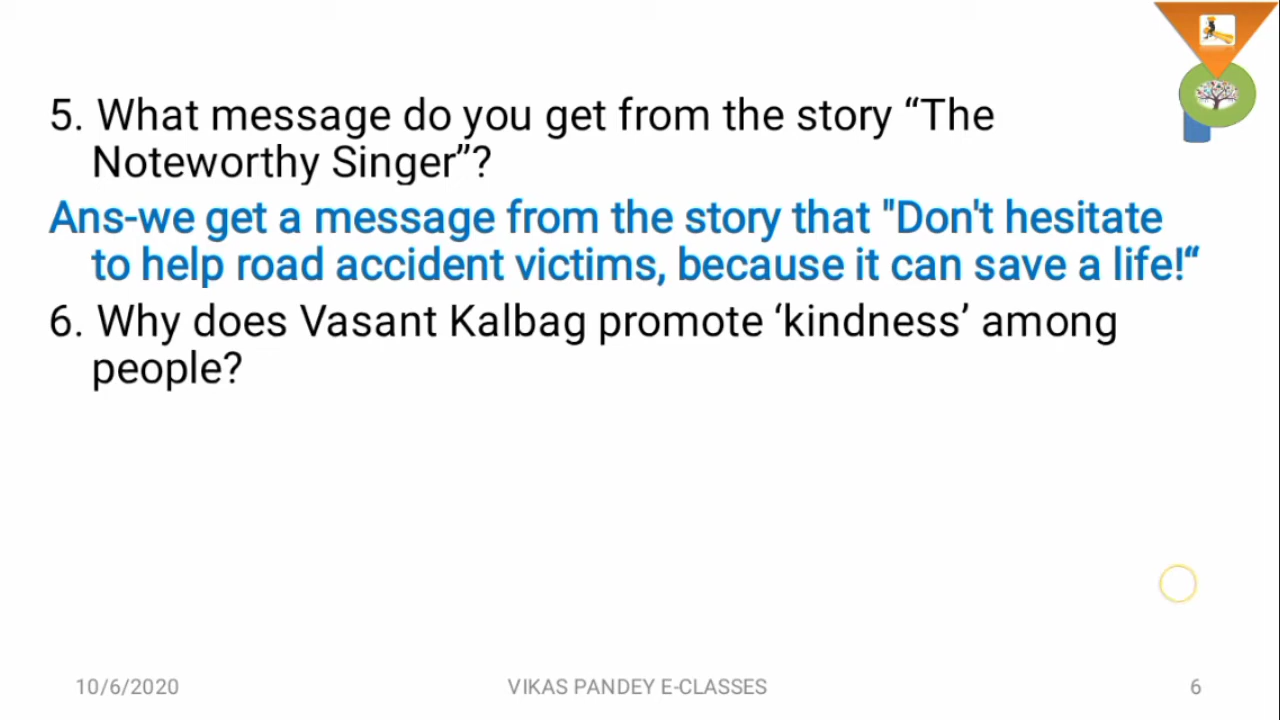 5. What message do you get from the story “The
Noteworthy Singer”?
Ans-we get a message from the story that "Don't hesitate
to help road accident victims, because it can save a life!“
6. Why does Vasant Kalbag promote ‘kindness’ among
people?
10/6/2020
VIKAS PANDEY E-CLASSES
6